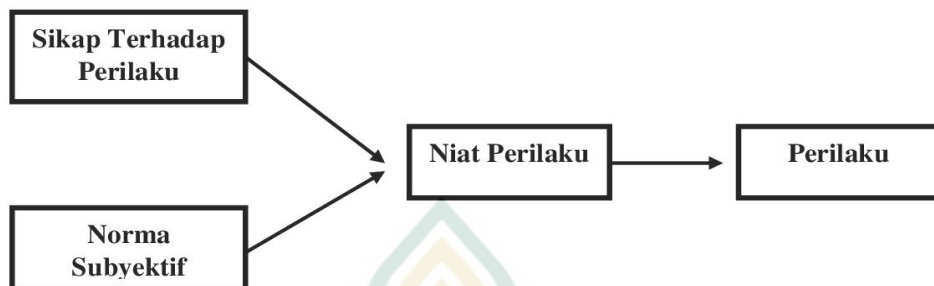 Sikap Terhadap
Perilaku
Niat Perilaku
Perilaku
Norma
Subyektif